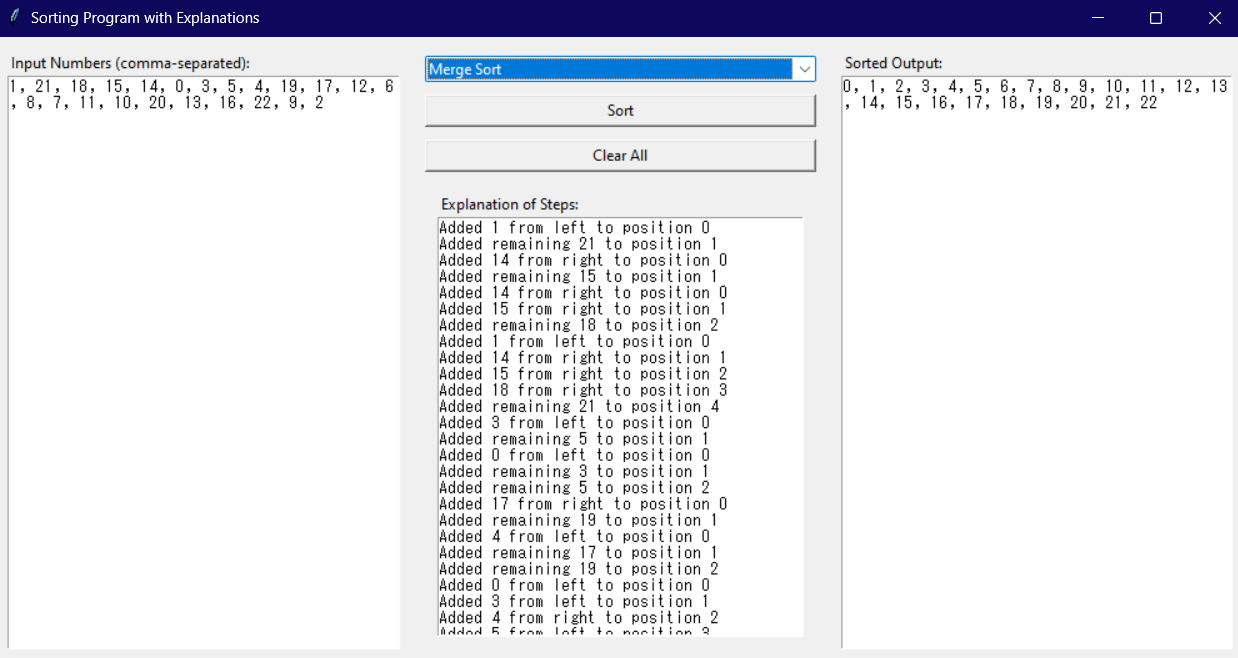 Sorting Program with Explanations
Input Numbers (comma-separated):
1, 21, 18, 15, 14, 0, 3, 5, 4, 19, 17, 12, 6
, 8, 7, 11, 10, 20, 13, 16, 22, 9, 2
Merge Sort
Sort
Clear All
Explanation of Steps:
Added 1 from left to position 0
Added remaining 21 to position 1
Added 14 from right to position 0
Added remaining 15 to position 1
Added 14 from right to position 0
Added 15 from right to position 1
Added remaining 18 to position 2
Added 1 from left to position 0
Added 14 from right to position 1
Added 15 from right to position 2
Added 18 from right to position 3
Added remaining 21 to position 4
Added 3 from left to position 0
Added remaining 5 to position 1
Added 0 from left to position 0
Added remaining 3 to position 1
Added remaining 5 to position 2
Added 17 from right to position 0
Added remaining 19 to position 1
Added 4 from left to position 0
Added remaining 17 to position 1
Added remaining 19 to position 2
Added 0 from left to position 0
Added 3 from left to position 1
Added 4 from right to position 2
Added 5 from left to position 3
Sorted Output:
0, 1, 2, 3, 4, 5, 6, 7, 8, 9, 10, 11, 12, 13
, 14, 15, 16, 17, 18, 19, 20, 21, 22